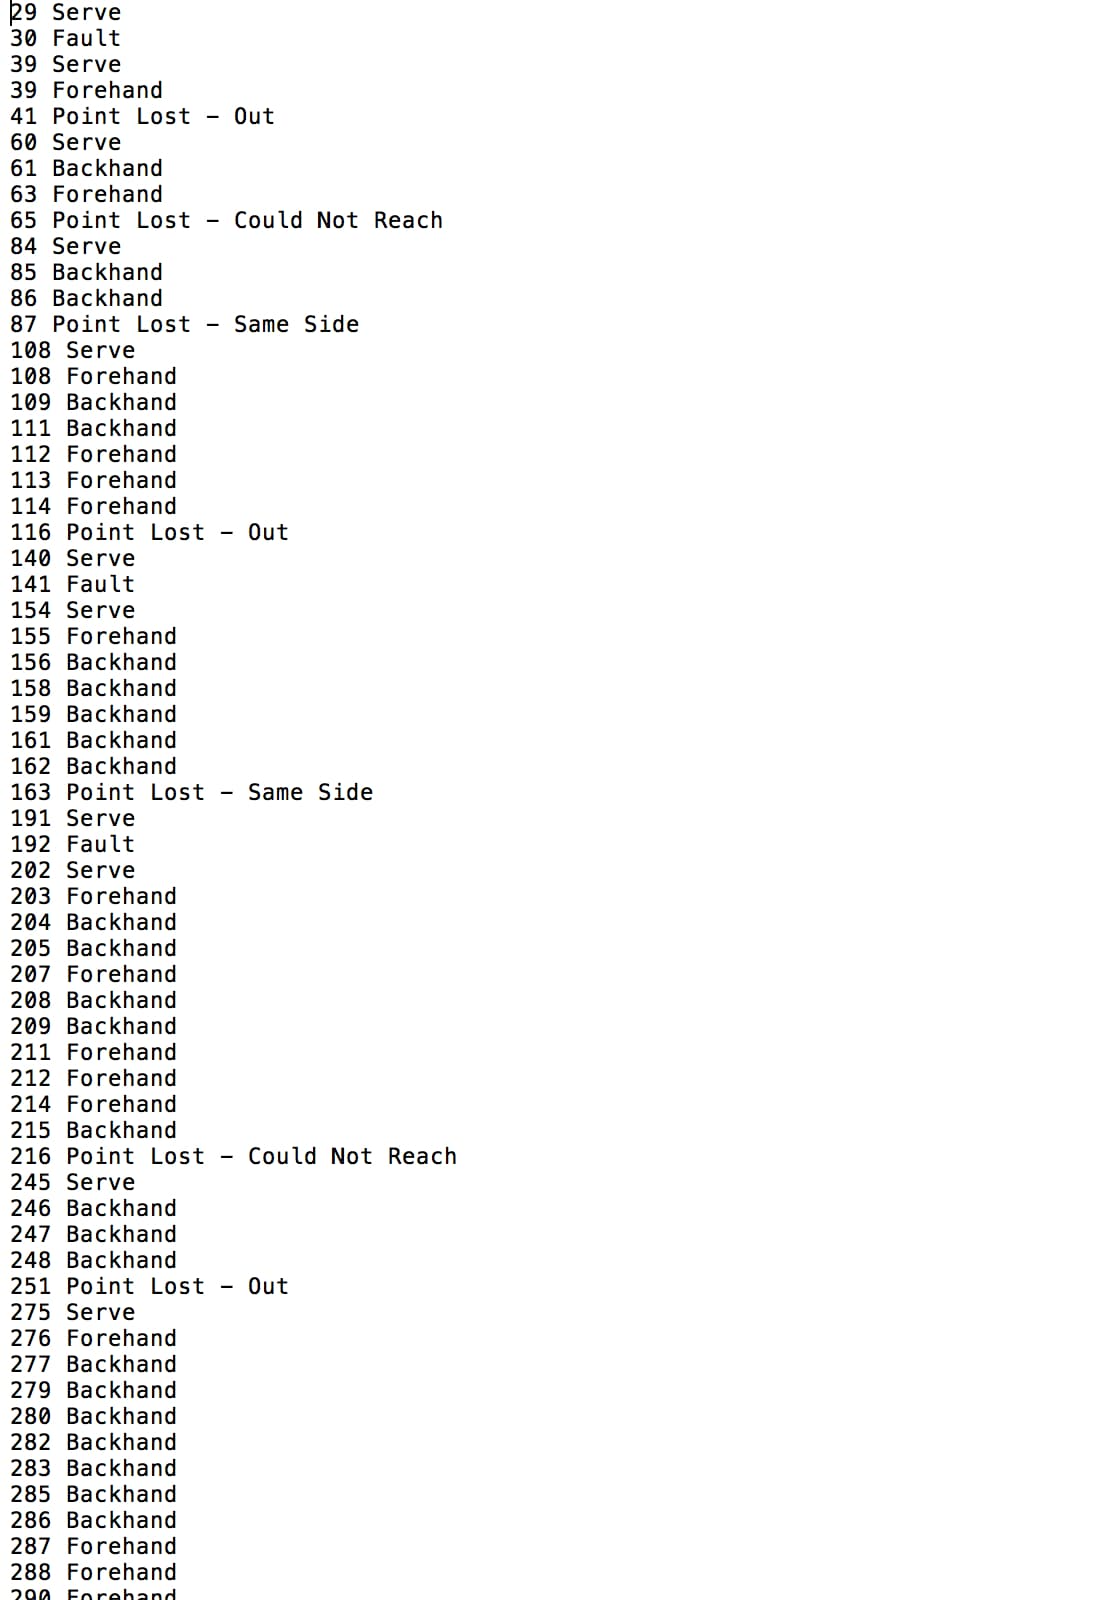 29 Serve
30 Fault
39 Serve
39 Forehand
41 Point Lost – Out
60 Serve
61 Backhand
63 Forehand
65 Point Lost – Could Not Reach
84 Serve
85 Backhand
86 Backhand
87 Point Lost – Same Side
108 Serve
108 Forehand
109 Backhand
111 Backhand
112 Forehand
113 Forehand
114 Forehand
116 Point Lost – Out
140 Serve
141 Fault
154 Serve
155 Forehand
156 Backhand
158 Backhand
159 Backhand
161 Backhand
162 Backhand
163 Point Lost – Same Side
191 Serve
192 Fault
202 Serve
203 Forehand
204 Backhand
205 Backhand
207 Forehand
208 Backhand
209 Backhand
211 Forehand
212 Forehand
214 Forehand
215 Backhand
216 Point Lost – Could Not Reach
245 Serve
246 Backhand
247 Backhand
248 Backhand
251 Point Lost – Out
275 Serve
276 Forehand
277 Backhand
279 Backhand
280 Backhand
282 Backhand
283 Backhand
285 Backhand
286 Backhand
287 Forehand
288 Forehand
290 Forehand